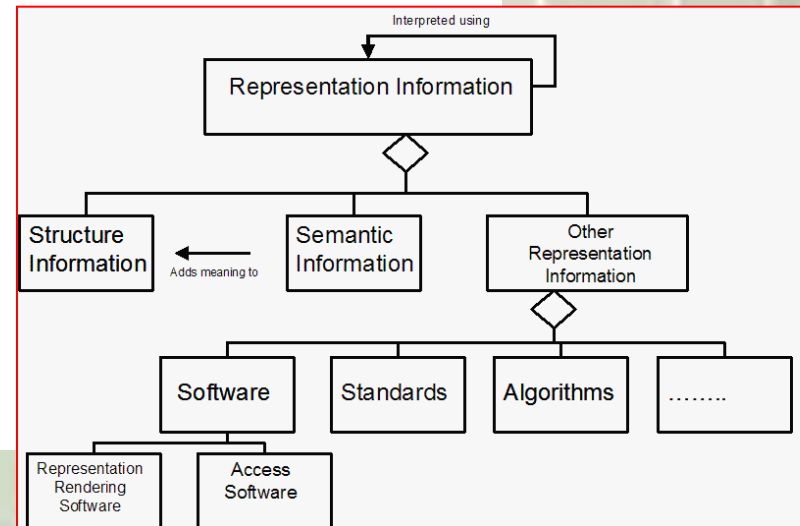 Interpreted using
Representation Information
Structure
Information
Adds meaning to
Semantic
Information
Other
Representation
Information
Software
Standards
Algorithms
........
Representation
Rendering
Software
Access
Software